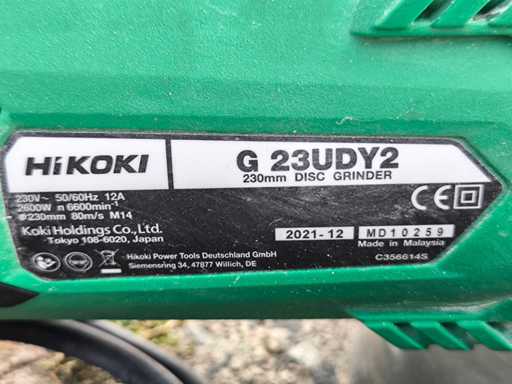 HiKOKI
G 23UDY2
230mm DISC GRINDER
230V~ 50/60Hz 12A
2600W n 6600min-¹
Φ230mm 80m/s M14
Koki Holdings Co.,Ltd.
Tokyo 108-6020, Japan
2021-12 MD10259
Made in Malaysia
CE
Hikoki Power Tools Deutschland GmbH
Siemensring 34, 47877 Willich, DE
C356614S